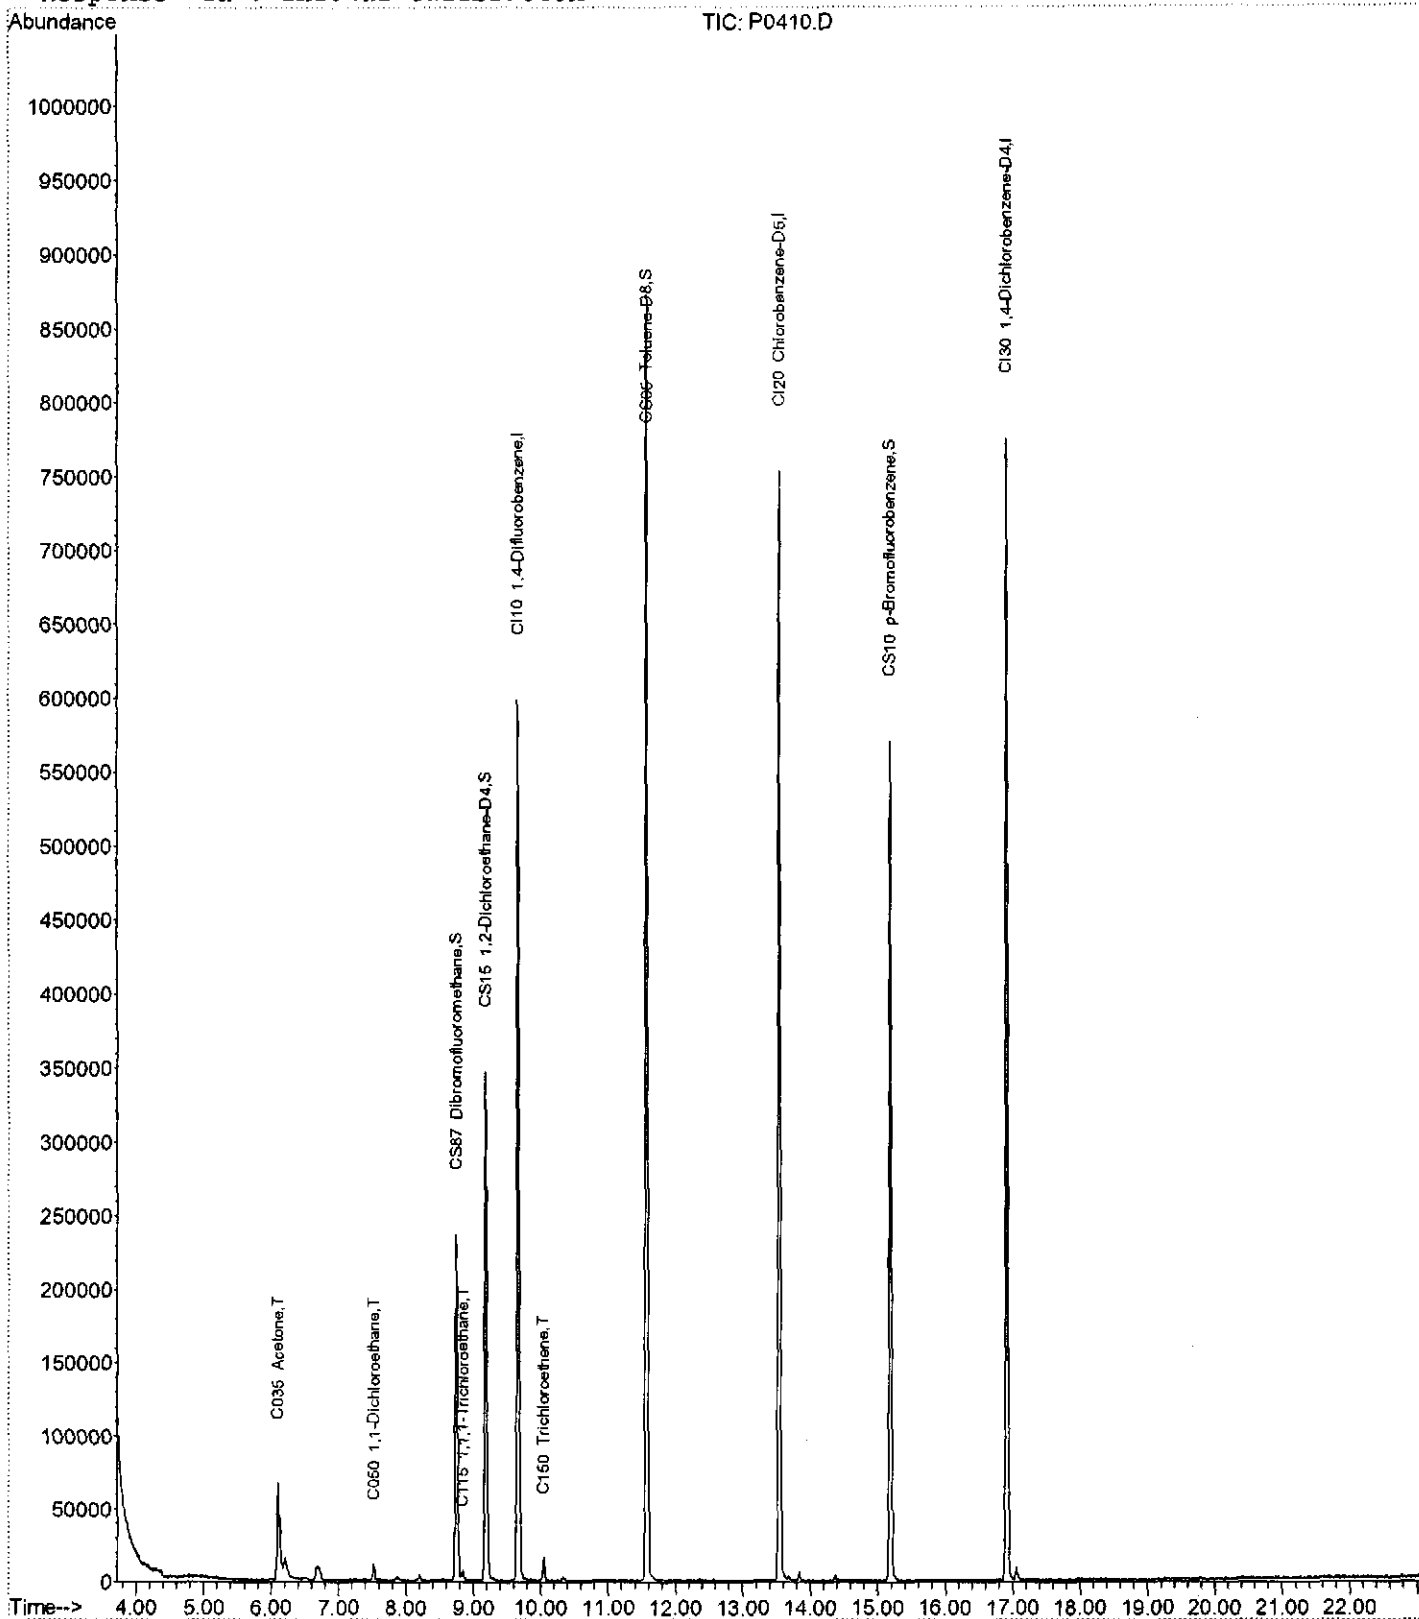 Abundance
TIC: P0410.D
1000000
950000
900000
850000
800000
750000
700000
650000
600000
550000
500000
450000
400000
350000
300000
250000
200000
150000
100000
50000
0
C035 Acetone,T
C050 1,1-Dichloroethane,T
CS87 Dibromofluoromethane,S
C115 1,1,1-Trichloroethane,T
CS15 1,2-Dichloroethane-D4,S
CI10 1,4-Difluorobenzene,I
C150 Trichloroethene,T
Toluene-D8,S
CI20 Chlorobenzene-D5,I
CS10 p-Bromofluorobenzene,S
CI30 1,4-Dichlorobenzene-D4,I
Time--> 4.00 5.00 6.00 7.00 8.00 9.00 10.00 11.00 12.00 13.00 14.00 15.00 16.00 17.00 18.00 19.00 20.00 21.00 22.00